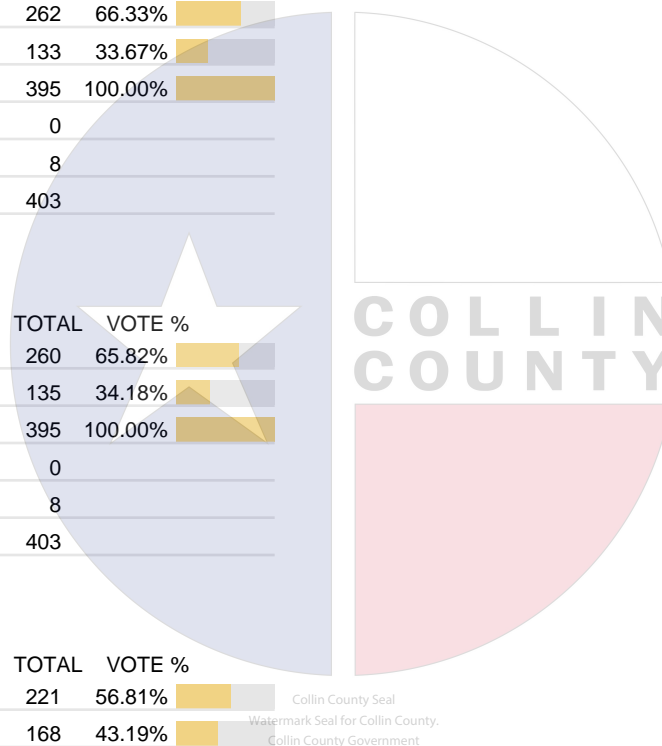 262 66.33%
133 33.67%
395 100.00%
0
8
403
TOTAL VOTE %
260 65.82%
135 34.18%
395 100.00%
0
8
403
COLLIN
COUNTY
TOTAL VOTE %
221 56.81%
168 43.19%
Collin County Seal
Watermark Seal for Collin County.
Collin County Government